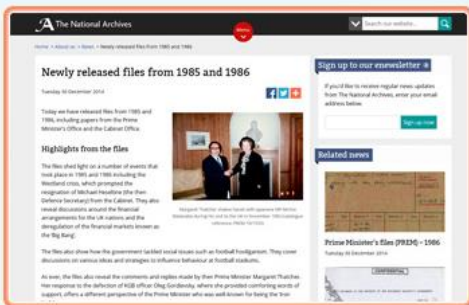 The National Archives
Menu
Search our website...
Home > About us > News > Newly released files from 1985 and 1986
Newly released files from 1985 and 1986
Tuesday 30 December 2014
Today we have released files from 1985 and
1986, including papers from the Prime
Minister's Office and the Cabinet Office.
Highlights from the files
The files shed light on a number of events that
took place in 1985 and 1986 including the
Westland crisis, which prompted the
resignation of Michael Heseltine (the then
Defence Secretary) from the Cabinet. They also
reveal discussions around the financial
arrangements for the UK nations and the
deregulation of the financial markets known as
the 'Big Bang'.
Margaret Thatcher shakes hands with Japanese MP
The files also show how the government tackled social issues such as football hooliganism. They cover
discussions on various ideas and strategies to influence behaviour at football stadiums.
As ever, the files also reveal the comments and replies made by then Prime Minister Margaret Thatcher.
Her response to the defection of KGB officer Oleg Gordievsky, where she provided comforting words of
support, offers a different perspective of the Prime Minister who was well-known for being the 'Iron
Sign up to our enewsletter
If you'd like to receive regular news updates
from The National Archives, enter your email
address below.
Sign up now
Related news
Prime Minister's files (PREM) - 1986
Tuesday 30 December 2014
CONFIDENTIAL